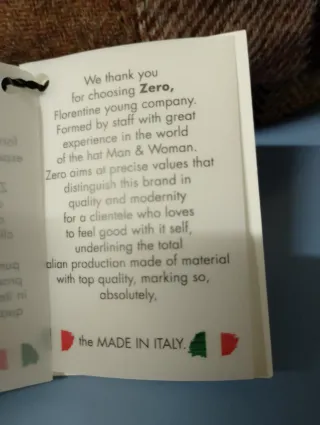 We thank you
for choosing Zero,
Florentine young company.
Formed by staff with great
experience in the world
of the hat Man & Woman.
Zero aims at precise values that
distinguish this brand in
quality and modernity
for a clientele who loves
to feel good with it self,
underlining the total
alian production made of material
with top quality, marking so,
absolutely,
the MADE IN ITALY.